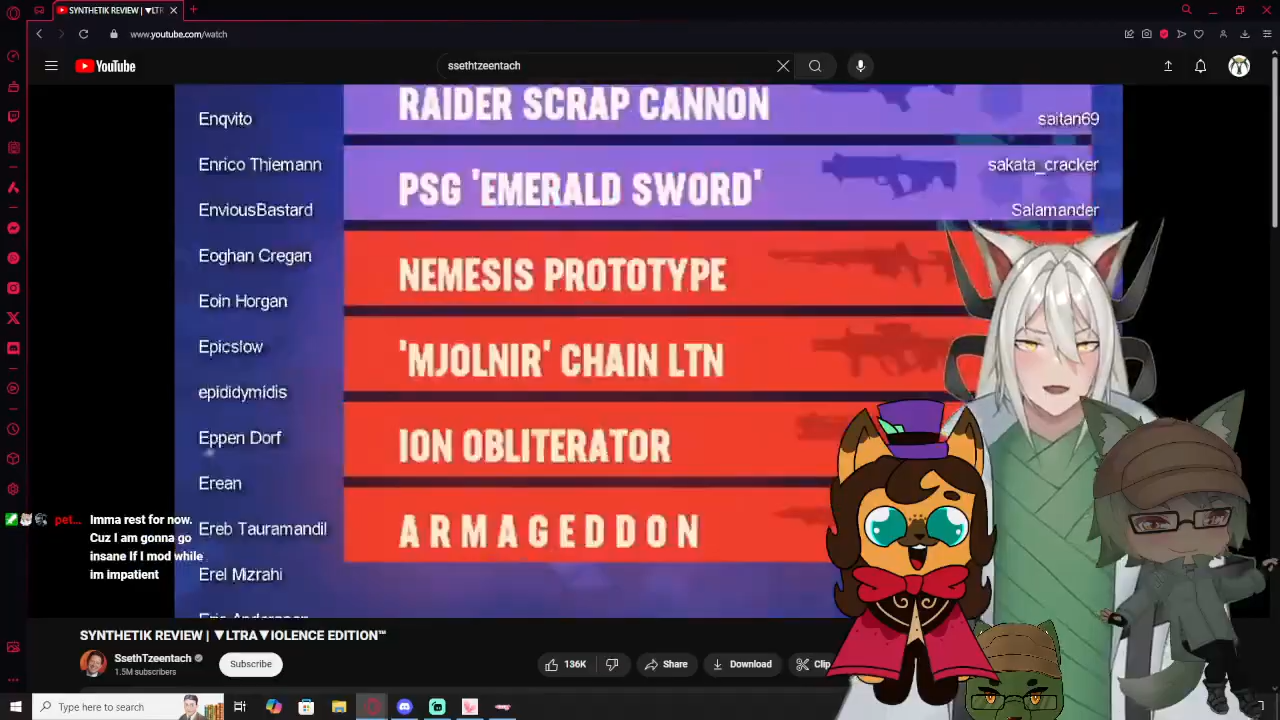 SYNTHETIK REVIEW | ▼LTR
www.youtube.com/watch
YouTube
ssethtzeentach
RAIDER SCRAP CANNON
PSG 'EMERALD SWORD'
NEMESIS PROTOTYPE
'MJOLNIR' CHAIN LTN
ION OBLITERATOR
ARMAGEDDON
Enqvito
Enrico Thiemann
EnviousBastard
Eoghan Cregan
Eoin Horgan
Epicslow
epididymidis
Eppen Dorf
Erean
Ereb Tauramandil
Erel Mizrahi
saitan69
sakata_cracker
Salamander
pet...
Imma rest for now.
Cuz I am gonna go
insane If I mod while
im impatient
SYNTHETIK REVIEW | ▼LTRA▼IOLENCE EDITION™
SsethTzeentach
1.5M subscribers
Subscribe
136K
Share
Download
Clip
Type here to search